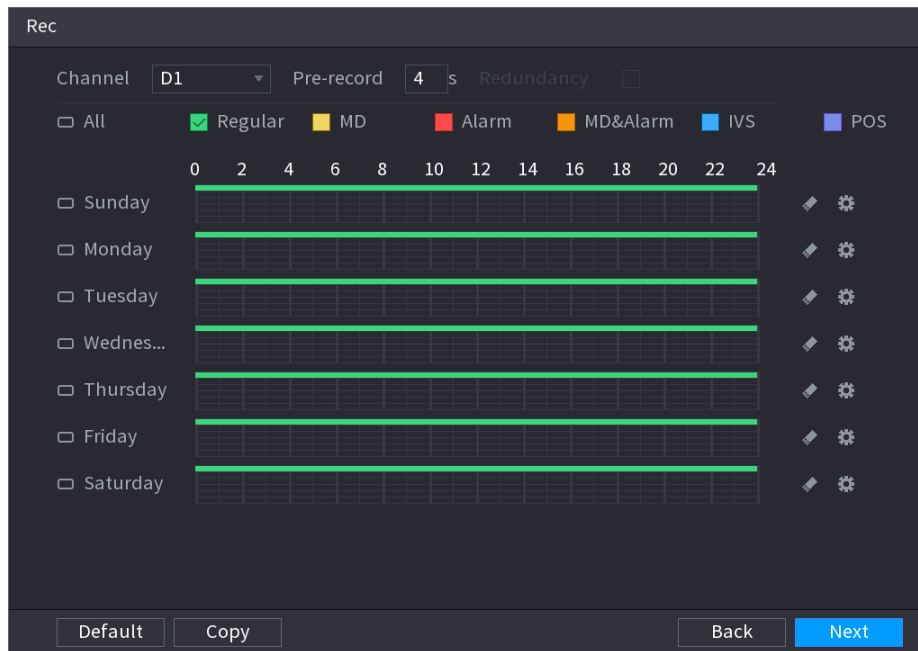 Rec
Channel D1 Pre-record 4 s Redundancy
All Regular MD Alarm MD&Alarm IVS POS
0 2 4 6 8 10 12 14 16 18 20 22 24
Sunday
Monday
Tuesday
Wednes...
Thursday
Friday
Saturday
Default Copy Back Next